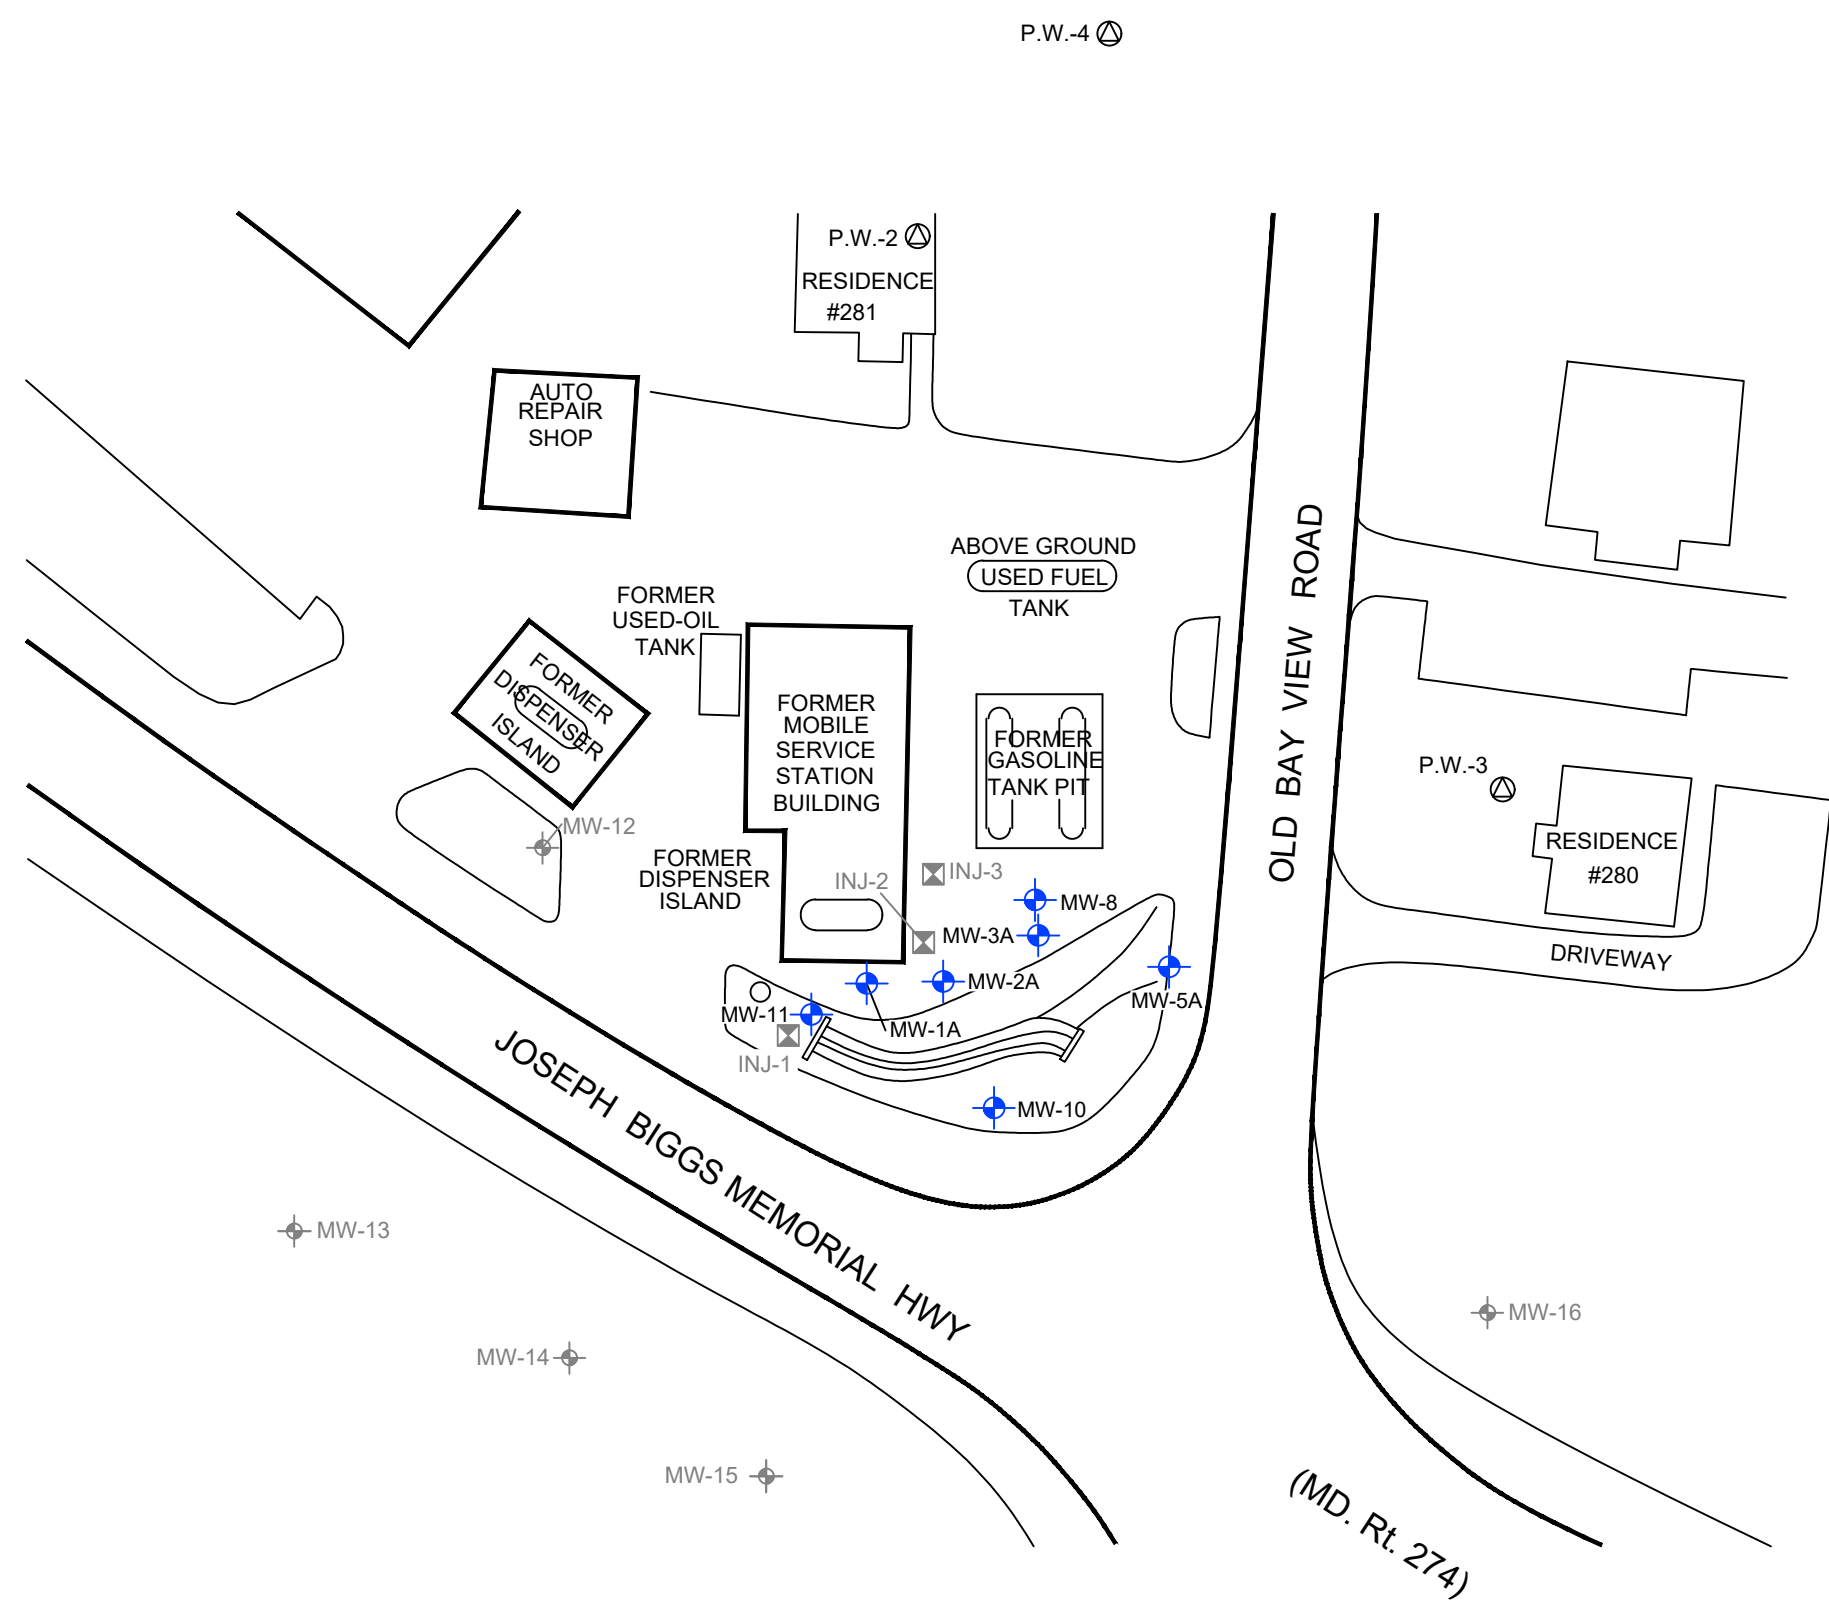 P.W.-4
P.W.-2
RESIDENCE
#281
AUTO
REPAIR
SHOP
ABOVE GROUND
USED FUEL
TANK
FORMER
USED-OIL
TANK
FORMER
DISPENSER
ISLAND
FORMER
MOBILE
SERVICE
STATION
BUILDING
FORMER
GASOLINE
TANK PIT
OLD BAY VIEW ROAD
P.W.-3
RESIDENCE
#280
DRIVEWAY
MW-12
FORMER
DISPENSER
ISLAND
INJ-2
INJ-3
MW-8
MW-3A
MW-2A
MW-5A
MW-11
MW-1A
INJ-1
MW-10
JOSEPH BIGGS MEMORIAL HWY
MW-13
MW-14
MW-15
MW-16
(MD. Rt. 274)